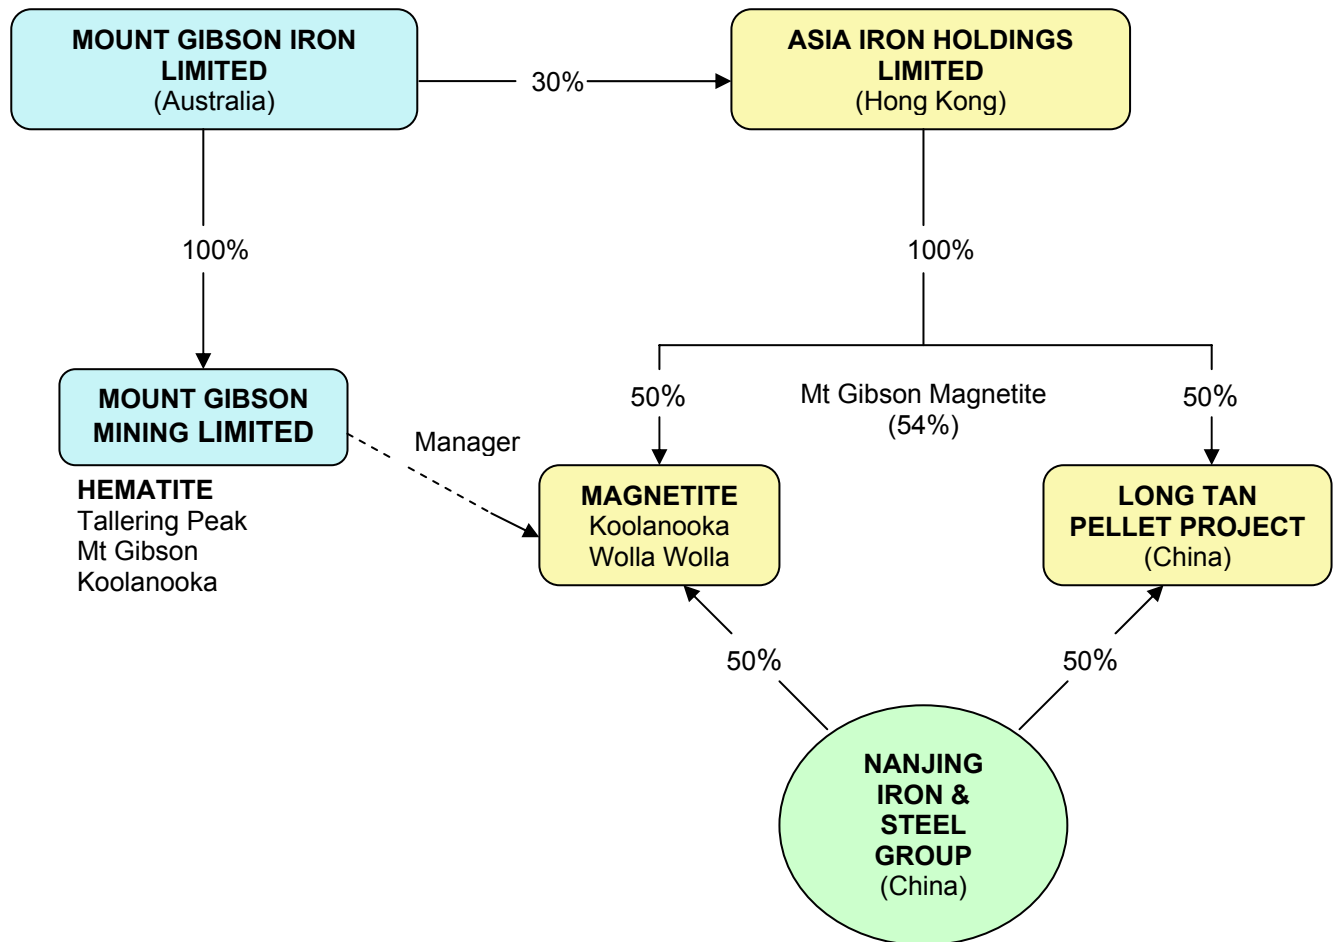 MOUNT GIBSON IRON
LIMITED
(Australia)
30%
ASIA IRON HOLDINGS
LIMITED
(Hong Kong)
100%
100%
MOUNT GIBSON
MINING LIMITED
HEMATITE
Tallering Peak
Mt Gibson
Koolanooka
Manager
50%
Mt Gibson Magnetite
(54%)
50%
MAGNETITE
Koolanooka
Wolla Wolla
LONG TAN
PELLET PROJECT
(China)
50%
50%
NANJING
IRON &
STEEL
GROUP
(China)